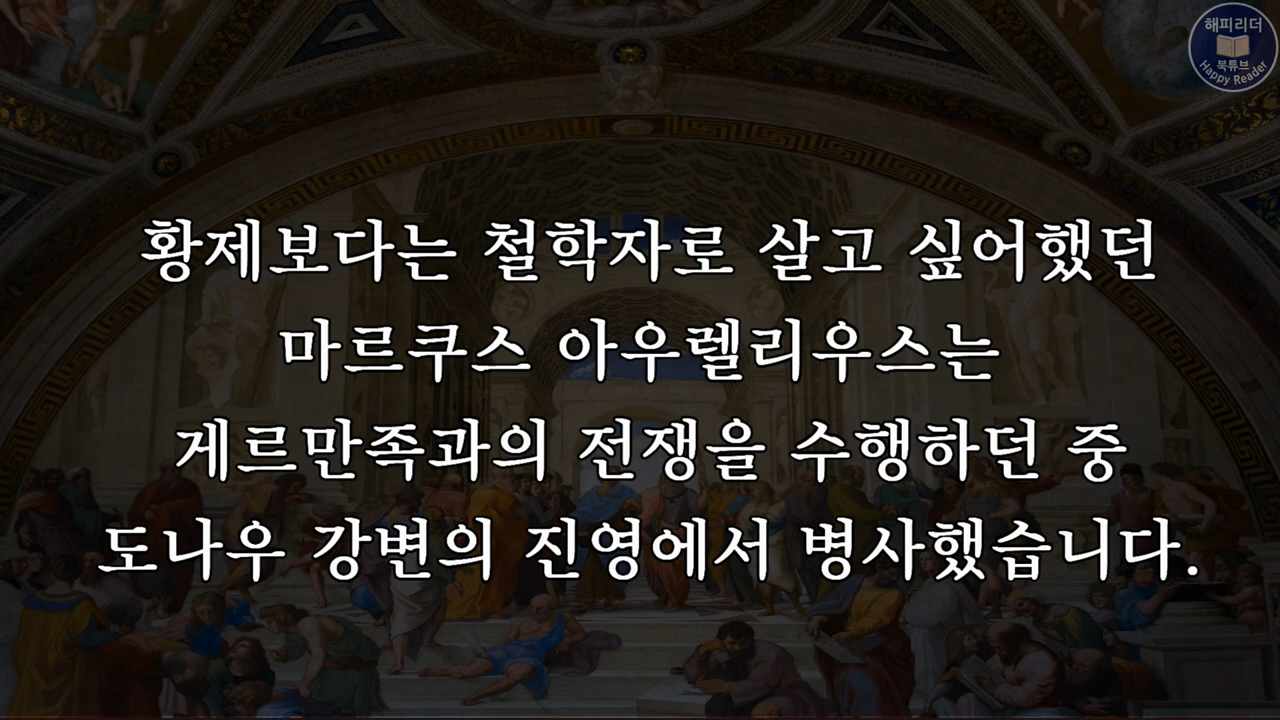 해피리더
북튜브
Happy Reader
황제보다는 철학자로 살고 싶어했던
마르쿠스 아우렐리우스는
게르만족과의 전쟁을 수행하던 중
도나우 강변의 진영에서 병사했습니다.